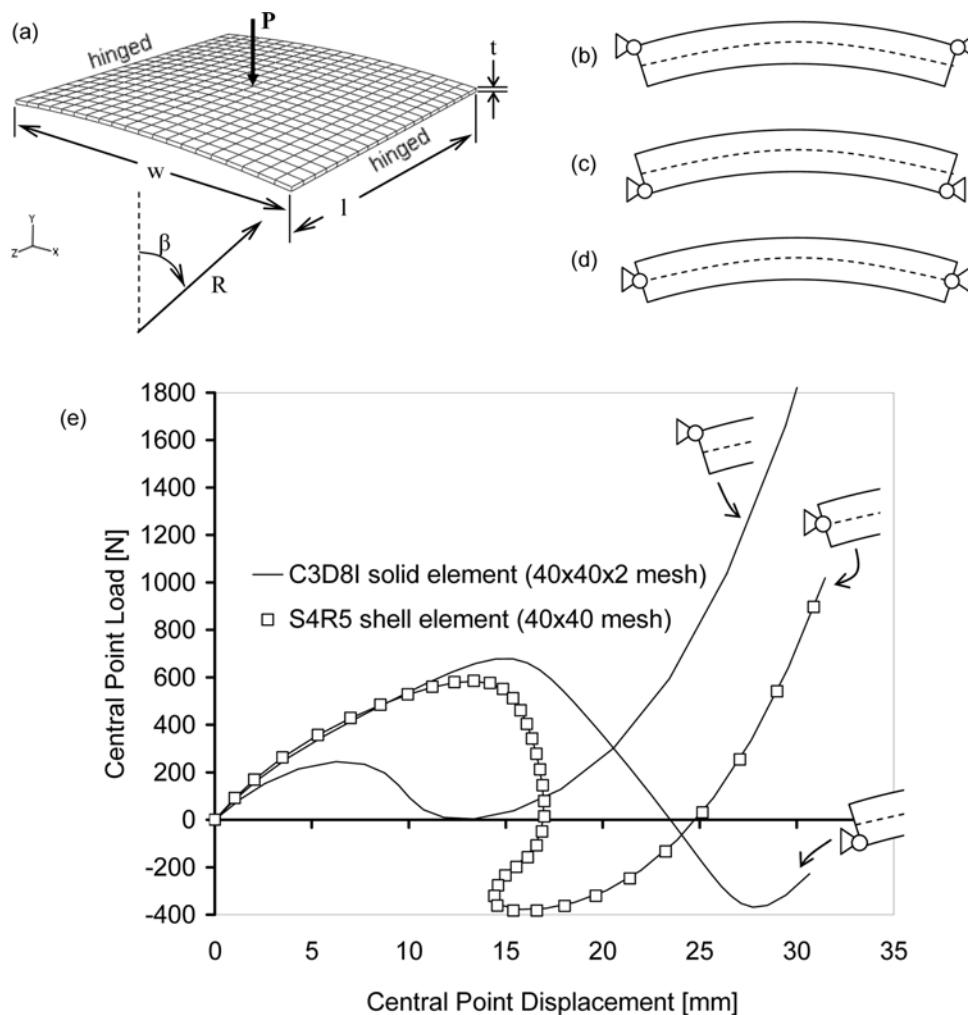 (a)
P
hinged
t
w
hinged
l
β
R
Y
Z
X
(b)
(c)
(d)
(e)
Central Point Load [N]
1800
1600
1400
1200
1000
800
600
400
200
0
-200
-400
C3D8I solid element (40x40x2 mesh)
S4R5 shell element (40x40 mesh)
0 5 10 15 20 25 30 35
Central Point Displacement [mm]